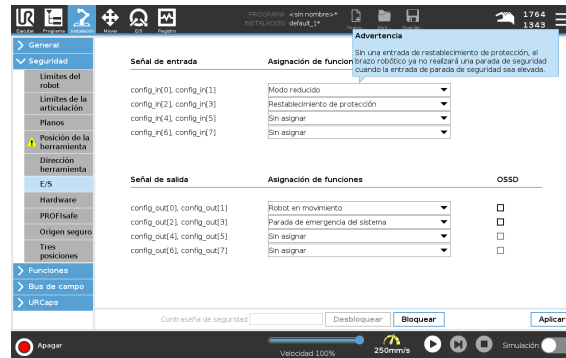 Ejecutar Programa Instalación Mover E/S Registro
PROGRAMA <sin nombre>*
INSTALACIÓN default_1*
1764
1343
Advertencia
Sin una entrada de restablecimiento de protección, el
brazo robótico ya no realizará una parada de seguridad
cuando la entrada de parada de seguridad sea elevada.
General
Seguridad
Límites del
robot
Límites de la
articulación
Planos
Posición de la
herramienta
Dirección
herramienta
E/S
Hardware
PROFIsafe
Origen seguro
Tres
posiciones
Funciones
Bus de campo
URCaps
Señal de entrada Asignación de funcion
config_in[0], config_in[1] Modo reducido
config_in[2], config_in[3] Restablecimiento de protección
config_in[4], config_in[5] Sin asignar
config_in[6], config_in[7] Sin asignar
Señal de salida Asignación de funciones OSSD
config_out[0], config_out[1] Robot en movimiento
config_out[2], config_out[3] Parada de emergencia del sistema
config_out[4], config_out[5] Sin asignar
config_out[6], config_out[7] Sin asignar
Contraseña de seguridad Desbloquear Bloquear Aplicar
Apagar
Velocidad 100%
250mm/s
Simulación